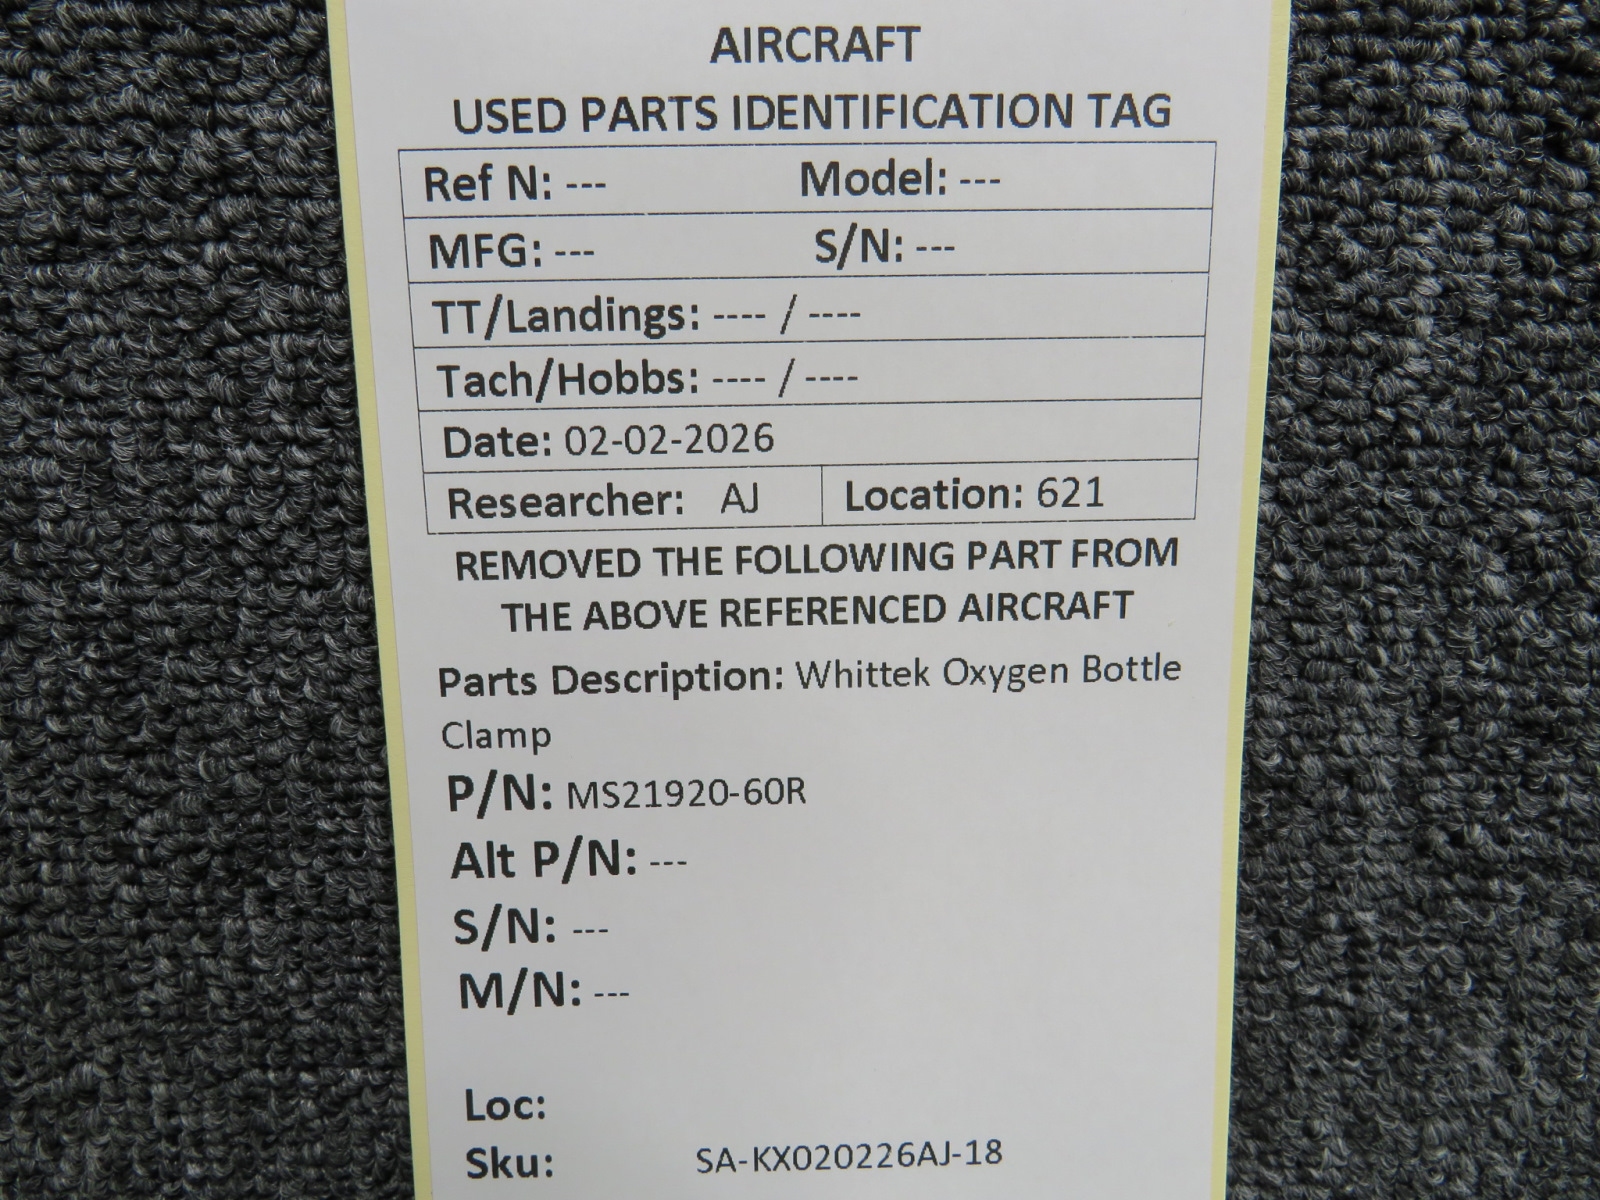 AIRCRAFT
USED PARTS IDENTIFICATION TAG
Ref N: --- Model: ---
MFG: --- S/N: ---
TT/Landings: ---- / ----
Tach/Hobbs: ---- / ----
Date: 02-02-2026
Researcher: AJ Location: 621
REMOVED THE FOLLOWING PART FROM
THE ABOVE REFERENCED AIRCRAFT
Parts Description: Whittek Oxygen Bottle
Clamp
P/N: MS21920-60R
Alt P/N: ---
S/N: ---
M/N: ---
Loc:
Sku: SA-KX020226AJ-18